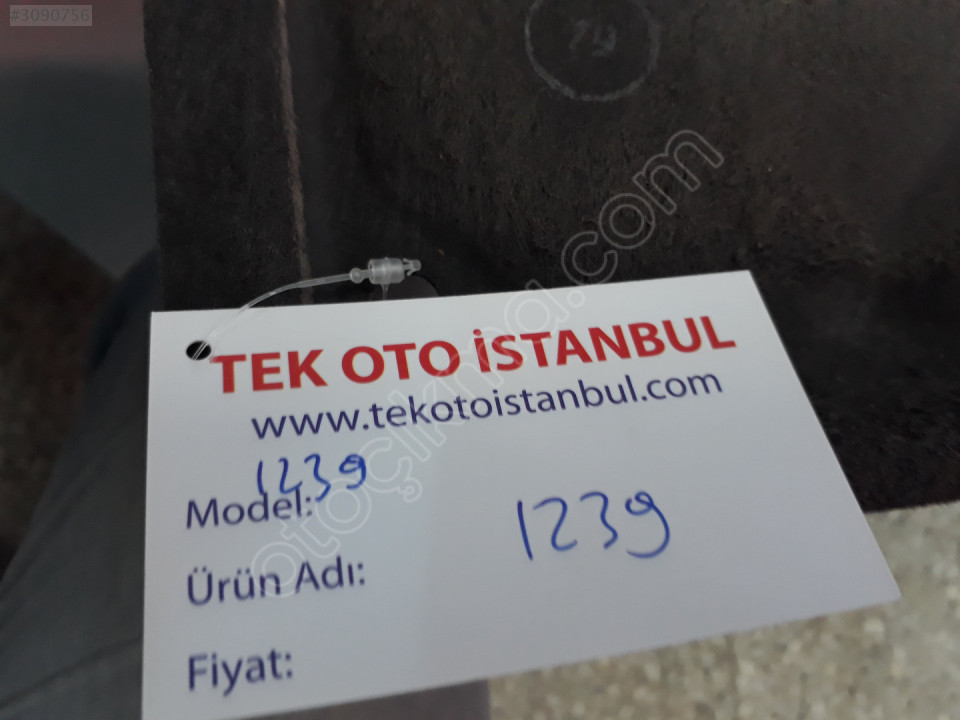 #3090756
TEK OTO İSTANBUL
www.tekotoistanbul.com
1239
Model:
1239
Ürün Adı:
Fiyat:
otoçıkma.com